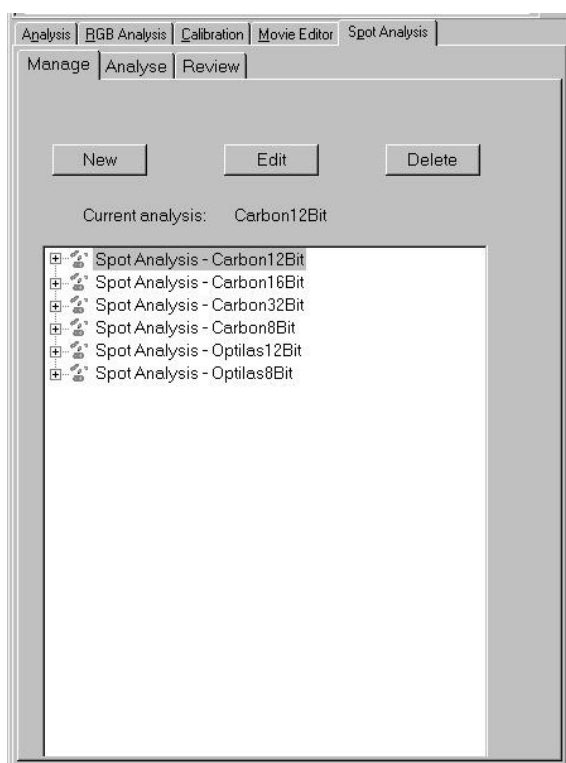 Analysis RGB Analysis Calibration Movie Editor Spot Analysis
Manage Analyse Review
New Edit Delete
Current analysis: Carbon12Bit
Spot Analysis - Carbon12Bit
Spot Analysis - Carbon16Bit
Spot Analysis - Carbon32Bit
Spot Analysis - Carbon8Bit
Spot Analysis - Optilas12Bit
Spot Analysis - Optilas8Bit